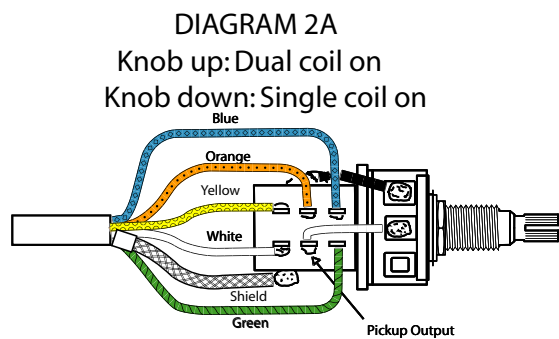 DIAGRAM 2A
Knob up: Dual coil on
Knob down: Single coil on
Blue
Orange
Yellow
White
Shield
Green
Pickup Output